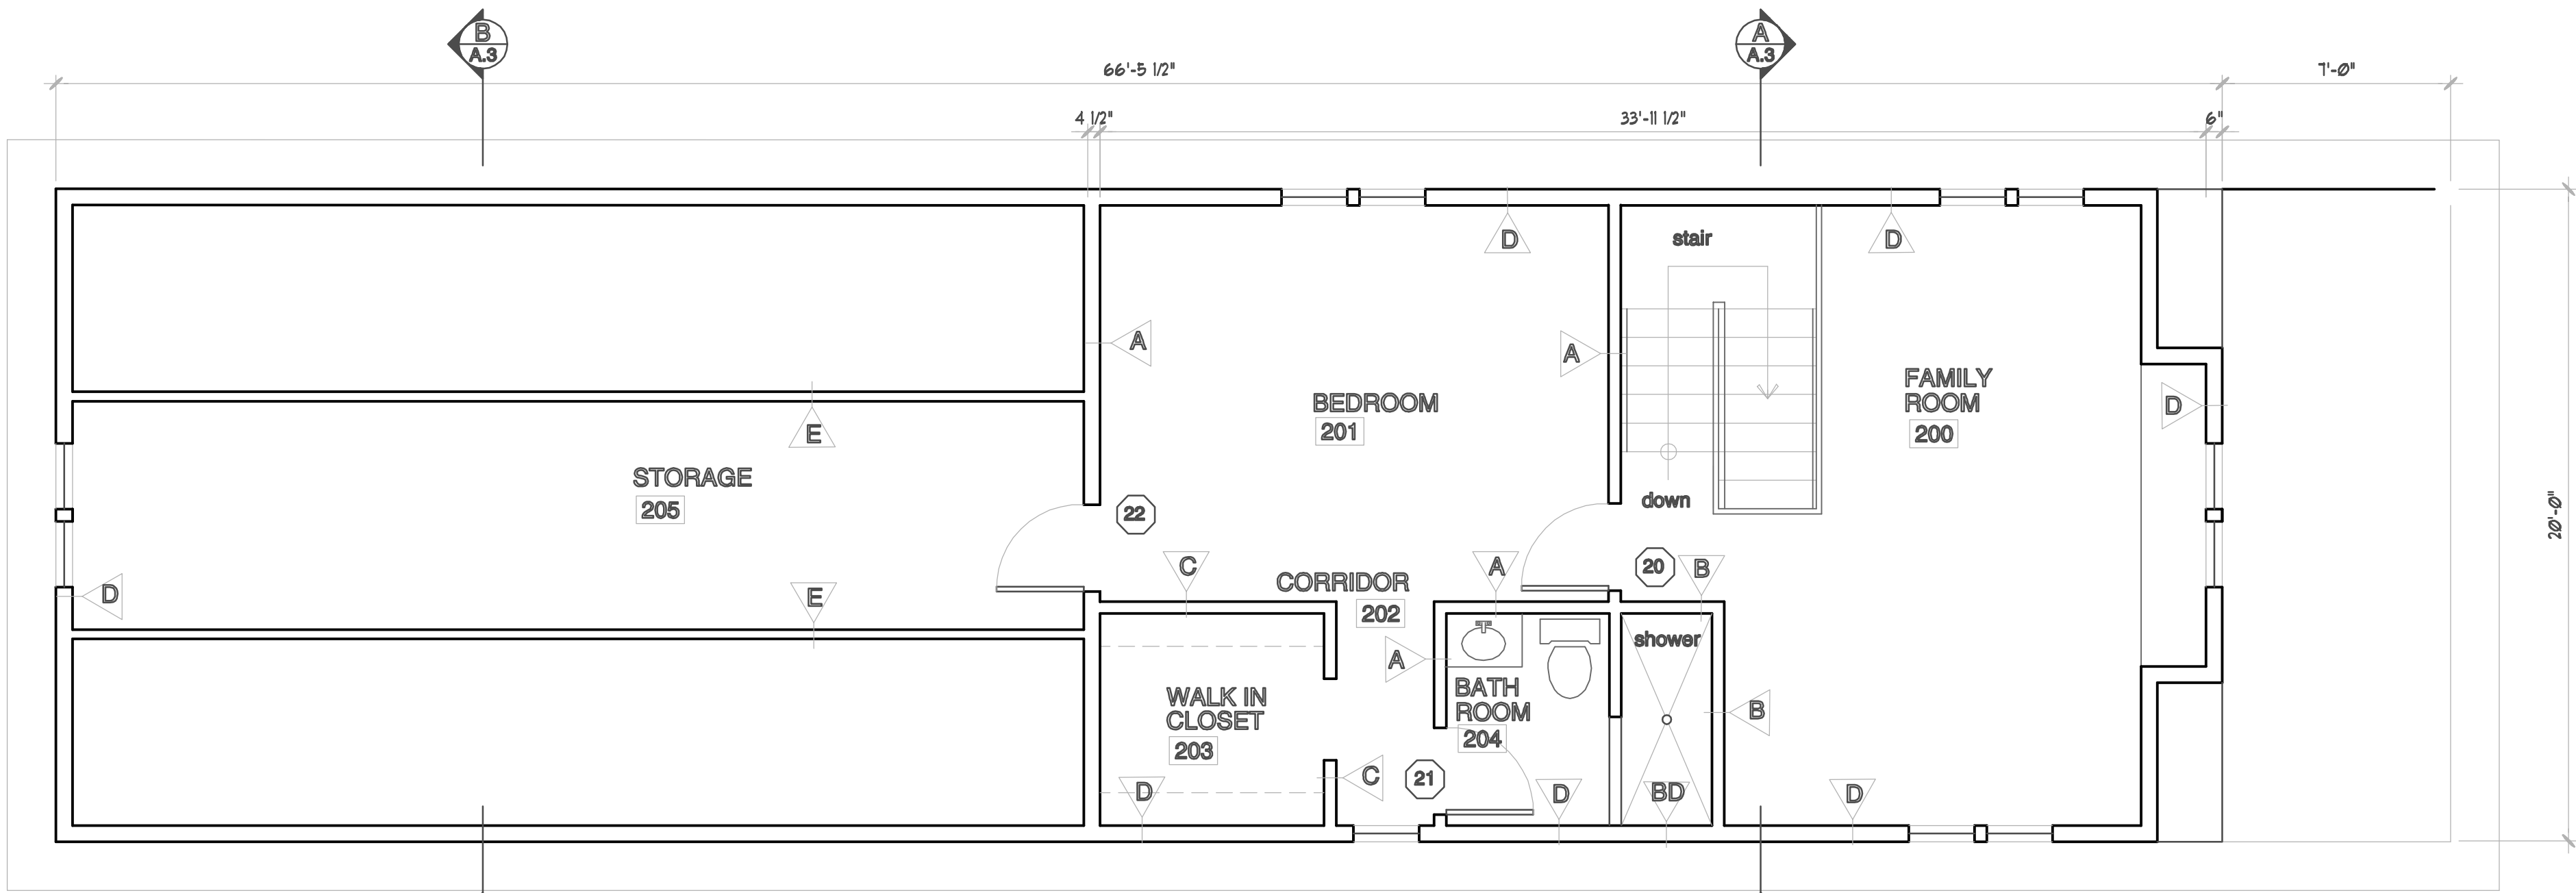 B
A.3
A
A.3
66'-5 1/2"
7'-0"
4 1/2"
33'-11 1/2"
6"
stair
D
D
A
A
FAMILY
ROOM
200
D
BEDROOM
201
E
STORAGE
205
22
down
20'-0"
C
CORRIDOR
202
A
20
B
D
E
shower
A
WALK IN
CLOSET
203
BATH
ROOM
204
B
C
21
D
D
BD
D